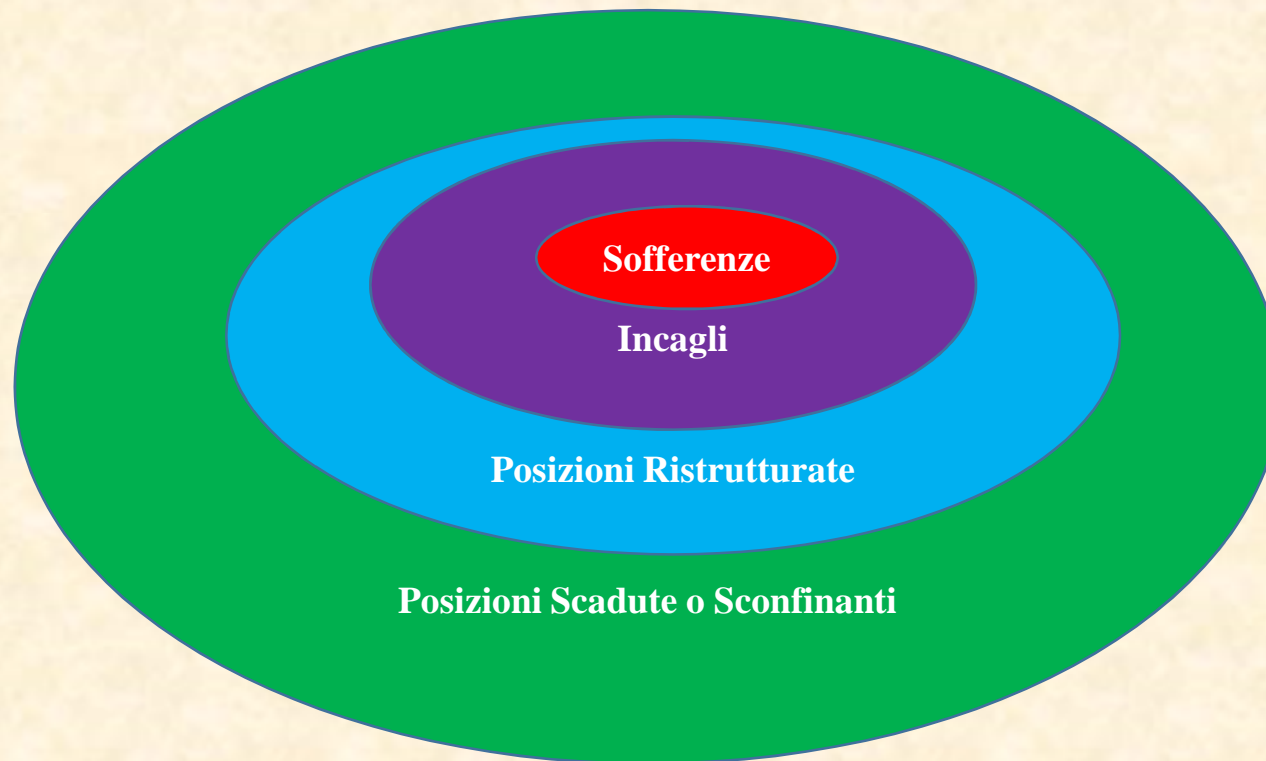 Sofferenze
Incagli
Posizioni Ristrutturate
Posizioni Scadute o Sconfinanti